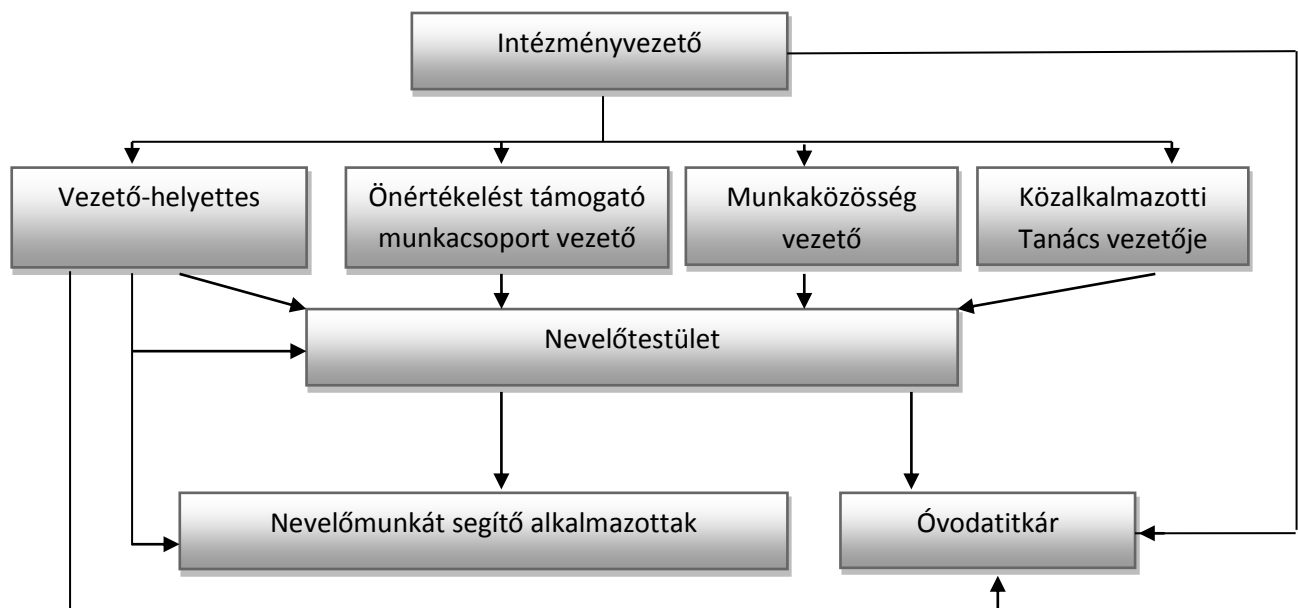 Intézményvezető
Vezető-helyettes
Önértékelést támogató
munkacsoport vezető
Munkaközösség
vezető
Közalkalmazotti
Tanács vezetője
Nevelőtestület
Nevelőmunkát segítő alkalmazottak
Óvodatitkár